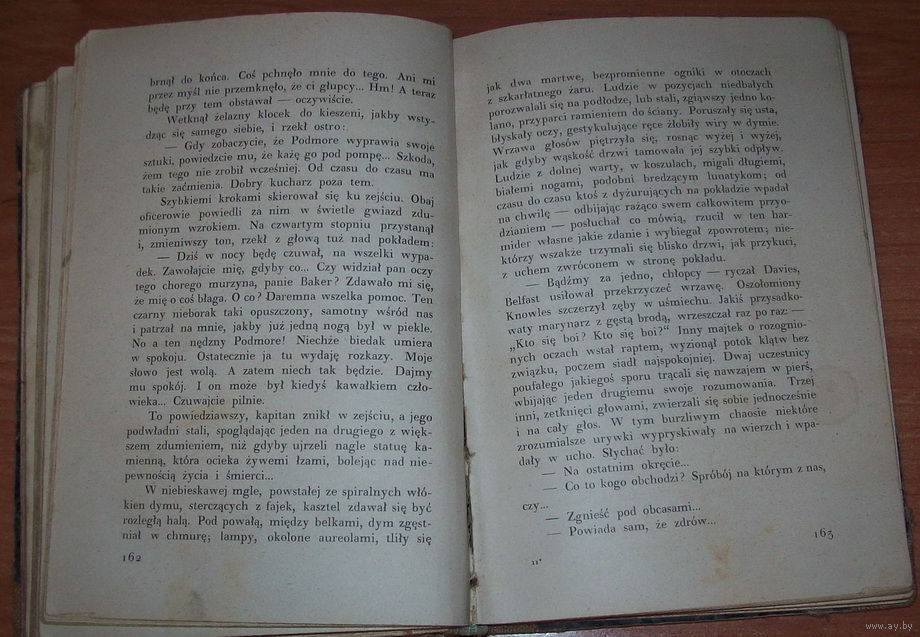 brnął do końca. Coś pchnęło mnie do tego. Ani mi
przez myśl nie przemknęło, że ci głupcy... Hm! A teraz
będę przy tem obstawał — oczywiście.
Wetknął żelazny klocek do kieszeni, jakby wsty-
dząc się samego siebie, i rzekł ostro:
— Gdy zobaczycie, że Podmore wyprawia swoje
sztuki, powiedzcie mu, że każę go pod pompę... Szkoda,
żem tego nie zrobił wcześniej. Od czasu do czasu ma
takie zaćmienia. Dobry kucharz poza tem.
Szybkiemi krokami skierował się ku zejściu. Obaj
oficerowie powiedli za nim w świetle gwiazd zdu-
mionym wzrokiem. Na czwartym stopniu przystanął
i, zmieniwszy ton, rzekł z głową tuż nad pokładem:
— Dziś w nocy będę czuwał, na wszelki wypa-
dek. Zawołajcie mię, gdyby co... Czy widział pan oczy
tego chorego murzyna, panie Baker? Zdawało mi się,
że mię o coś błaga. O co? Daremna wszelka pomoc. Ten
czarny nieborak taki opuszczony, samotny wśród nas
i patrzał na mnie, jakby już jedną nogą był w piekle.
No a ten nędzny Podmore! Niechże biedak umiera
w spokoju. Ostatecznie ja tu wydaję rozkazy. Moje
słowo jest wolą. A zatem niech tak będzie. Dajmy
mu spokój. I on może był kiedyś kawałkiem czło-
wieka... Czuwajcie pilnie.
To powiedziawszy, kapitan znikł w zejściu, a jego
podwładni stali, spoglądając jeden na drugiego z więk-
szem zdumieniem, niż gdyby ujrzeli nagle statuę ka-
mienną, która ocieka żywemi łzami, bolejąc nad nie-
pewnością życia i śmierci...
W niebieskawej mgle, powstałej ze spiralnych włó-
kien dymu, sterczących z fajek, kasztel zdawał się być
rozległą halą. Pod powałą, między belkami, dym zgęst-
niał w chmurę; lampy, okolone aureolami, tliły się
162
jak dwa martwe, bezpromienne ogniki w otoczach
z szkarłatnego żaru. Ludzie w pozycjach niedbałych
porozwalali się na podłodze, lub stali, zgiąwszy jedno ko-
lano, przyparci ramieniem do ściany. Poruszały się usta,
błyskały oczy, gestykulujące ręce żłobiły wiry w dymie.
Wrzawa głosów piętrzyła się, rosnąc wyżej i wyżej,
jak gdyby wąskość drzwi tamowała jej szybki odpływ.
Ludzie z dolnej warty, w koszulach, migali długiemi,
białemi nogami, podobni bredzącym lunatykom; od
czasu do czasu ktoś z dyżurujących na pokładzie wpadał
na chwilę — odbijając rażąco swem całkowitem przyo-
dzianiem — posłuchał co mówią, rzucił w ten har-
mider własne jakie zdanie i wybiegał zpowrotem; nie-
którzy wszakże trzymali się blisko drzwi, jak przykuci,
z uchem zwróconem w stronę pokładu.
— Bądźmy za jedno, chłopcy — ryczał Davies,
Belfast usiłował przekrzyczeć wrzawę. Oszołomiony
Knowles szczerzył zęby w uśmiechu. Jakiś przysadko-
waty marynarz z gęstą brodą, wrzeszczał raz po raz: —
„Kto się boi? Kto się boi?" Inny majtek o rozognio-
nych oczach wstał raptem, wyzionął potok klątw bez
związku, poczem siadł najspokojniej. Dwaj uczestnicy
poufałego jakiegoś sporu trącali się nawzajem w pierś,
wbijając jeden drugiemu swoje rozumowania. Trzej
inni, zetknięci głowami, zwierzali się sobie jednocześnie
i na cały głos. W tym burzliwym chaosie niektóre
zrozumialsze urywki wypryskiwały na wierzch i wpa-
dały w ucho. Słychać było:
— Na ostatnim okręcie...
— Co to kogo obchodzi? Spróbój na którym z nas,
czy...
— Zgnieść pod obcasami...
— Powiada sam, że zdrów...
11*
163
www.ay.by